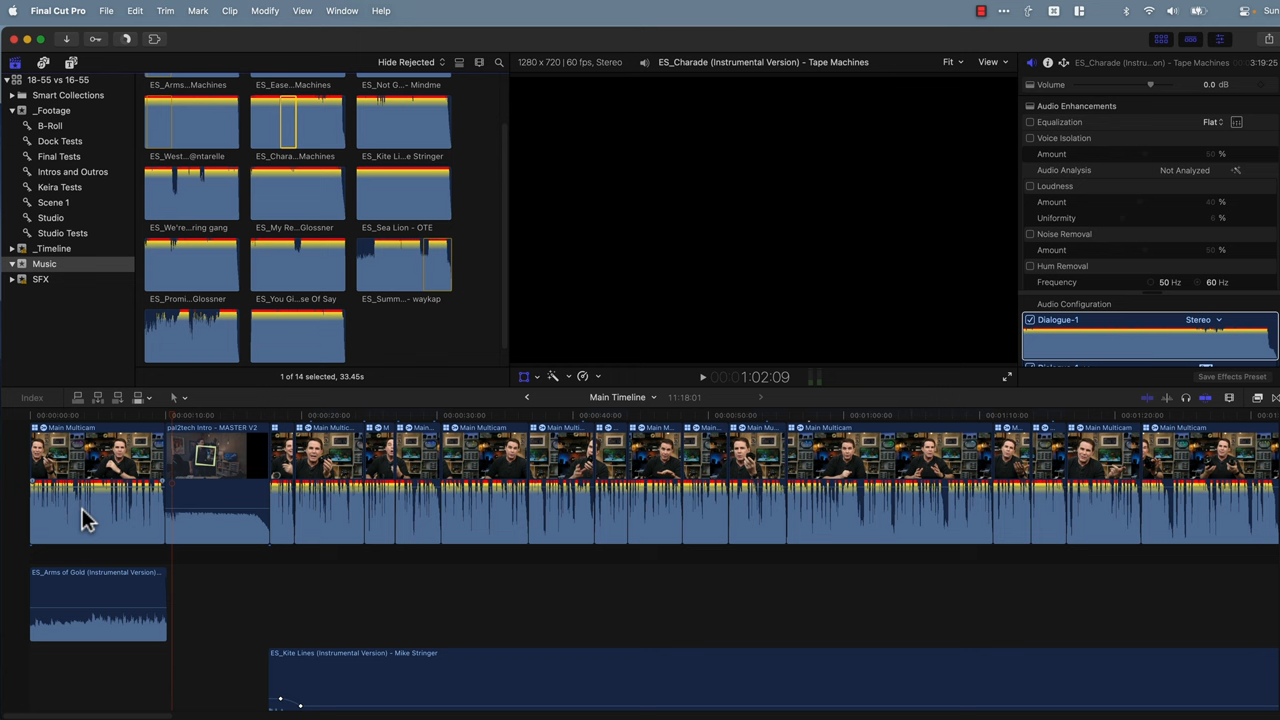 Final Cut Pro File Edit Trim Mark Clip Modify View Window Help Sun
Hide Rejected
1280 x 720 | 60 fps, Stereo
ES_Charade (Instrumental Version) - Tape Machines
Fit
View
ES_Charade (Instru...on) - Tape Machines
3:19:25
18-55 vs 16-55
Smart Collections
_Footage
B-Roll
Dock Tests
Final Tests
Intros and Outros
Keira Tests
Scene 1
Studio
Studio Tests
_Timeline
Music
SFX
ES_Arms...Machines
ES_Ease...Machines
ES_Not G... - Mindme
ES_West...@ntarelle
ES_Chara...Machines
ES_Kite Li...e Stringer
ES_We're...ring gang
ES_My Re...Glossner
ES_Sea Lion - OTE
ES_Promi...Glossner
ES_You Gi...se Of Say
ES_Summ...- waykap
1 of 14 selected, 33.45s
1:02:09
Volume 0.0 dB
Audio Enhancements
Equalization Flat
Voice Isolation
Amount 50 %
Audio Analysis Not Analyzed
Loudness
Amount 40 %
Uniformity 6 %
Noise Removal
Amount 50 %
Hum Removal
Frequency 50 Hz 60 Hz
Audio Configuration
Dialogue-1 Stereo
Save Effects Preset
Index
Main Timeline
11:18:01
00:00:00:00 00:00:10:00 00:00:20:00 00:00:30:00 00:00:40:00 00:00:50:00 00:01:00:00 00:01:10:00 00:01:20:00
Main Multicam
pal2tech Intro - MASTER V2
Main Multic...
M
Main...
Main Multicam
Main Multi...
M...
Main Multic...
Main Mu...
Main Multicam
M...
M...
Main Multicam
Main Multicam
ES_Arms of Gold (Instrumental Version)...
ES_Kite Lines (Instrumental Version) - Mike Stringer